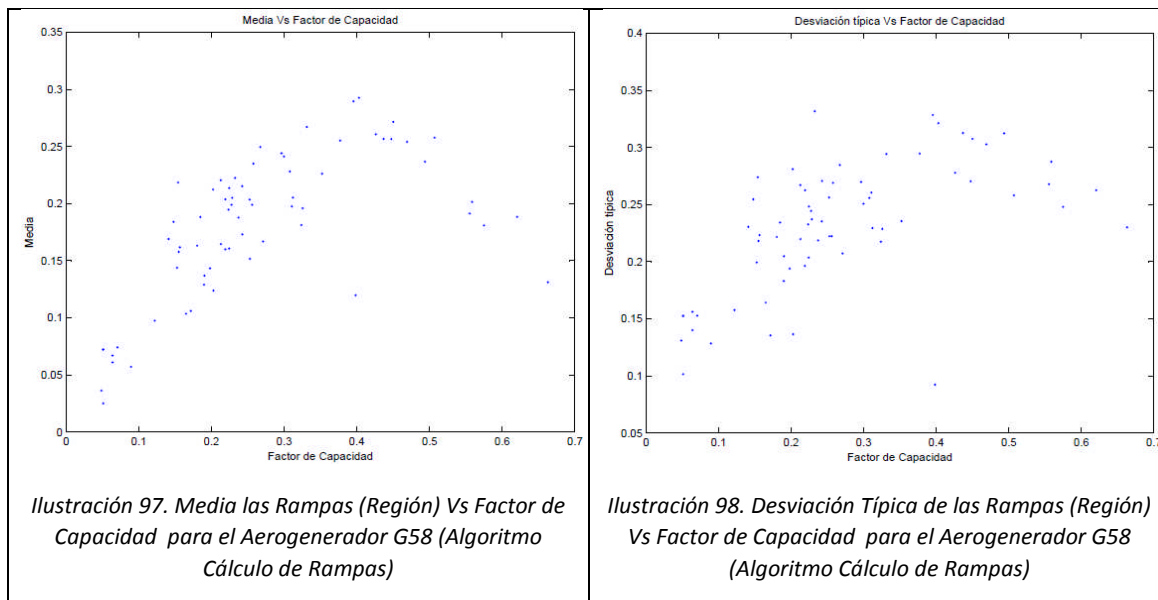 Media Vs Factor de Capacidad
0.35
0.3
0.25
0.2
0.15
0.1
0.05
0
Media
0 0.1 0.2 0.3 0.4 0.5 0.6 0.7
Factor de Capacidad
Ilustración 97. Media las Rampas (Región) Vs Factor de
Capacidad para el Aerogenerador G58 (Algoritmo
Cálculo de Rampas)
Desviación típica Vs Factor de Capacidad
0.4
0.35
0.3
0.25
0.2
0.15
0.1
0.05
Desviación típica
0 0.1 0.2 0.3 0.4 0.5 0.6 0.7
Factor de Capacidad
Ilustración 98. Desviación Típica de las Rampas (Región)
Vs Factor de Capacidad para el Aerogenerador G58
(Algoritmo Cálculo de Rampas)